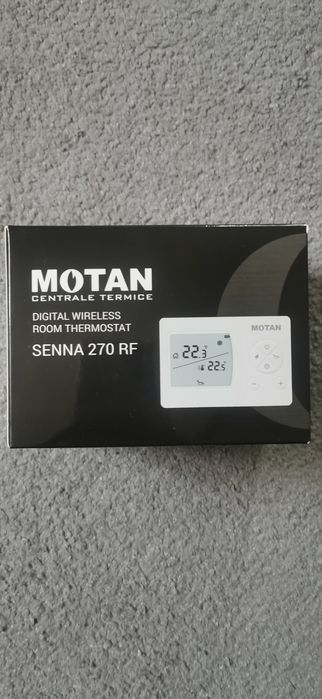 MOTAN
CENTRALE TERMICE
DIGITAL WIRELESS
ROOM THERMOSTAT
SENNA 270 RF
MOTAN
22.3
22.5